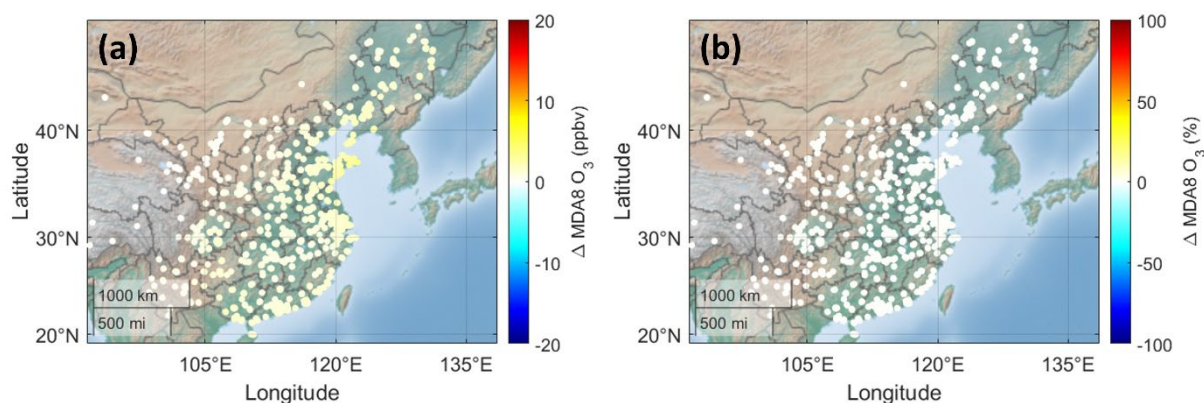 (a)
40°N
30°N
20°N
Latitude
1000 km
500 mi
105°E
120°E
135°E
Longitude
20
10
0
-10
-20
Δ MDA8 O₃ (ppbv)
(b)
40°N
30°N
20°N
Latitude
1000 km
500 mi
105°E
120°E
135°E
Longitude
100
50
0
-50
-100
Δ MDA8 O₃ (%)